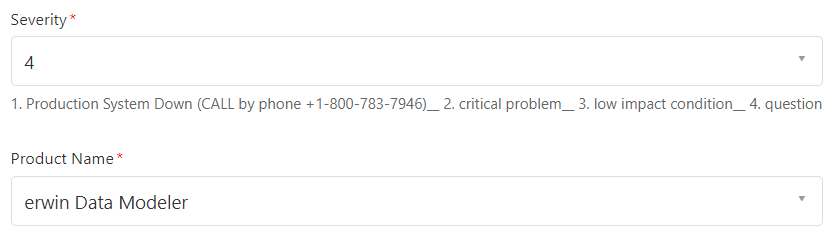 Severity*
4
1. Production System Down (CALL by phone +1-800-783-7946)__ 2. critical problem__ 3. low impact condition__ 4. question
Product Name*
erwin Data Modeler